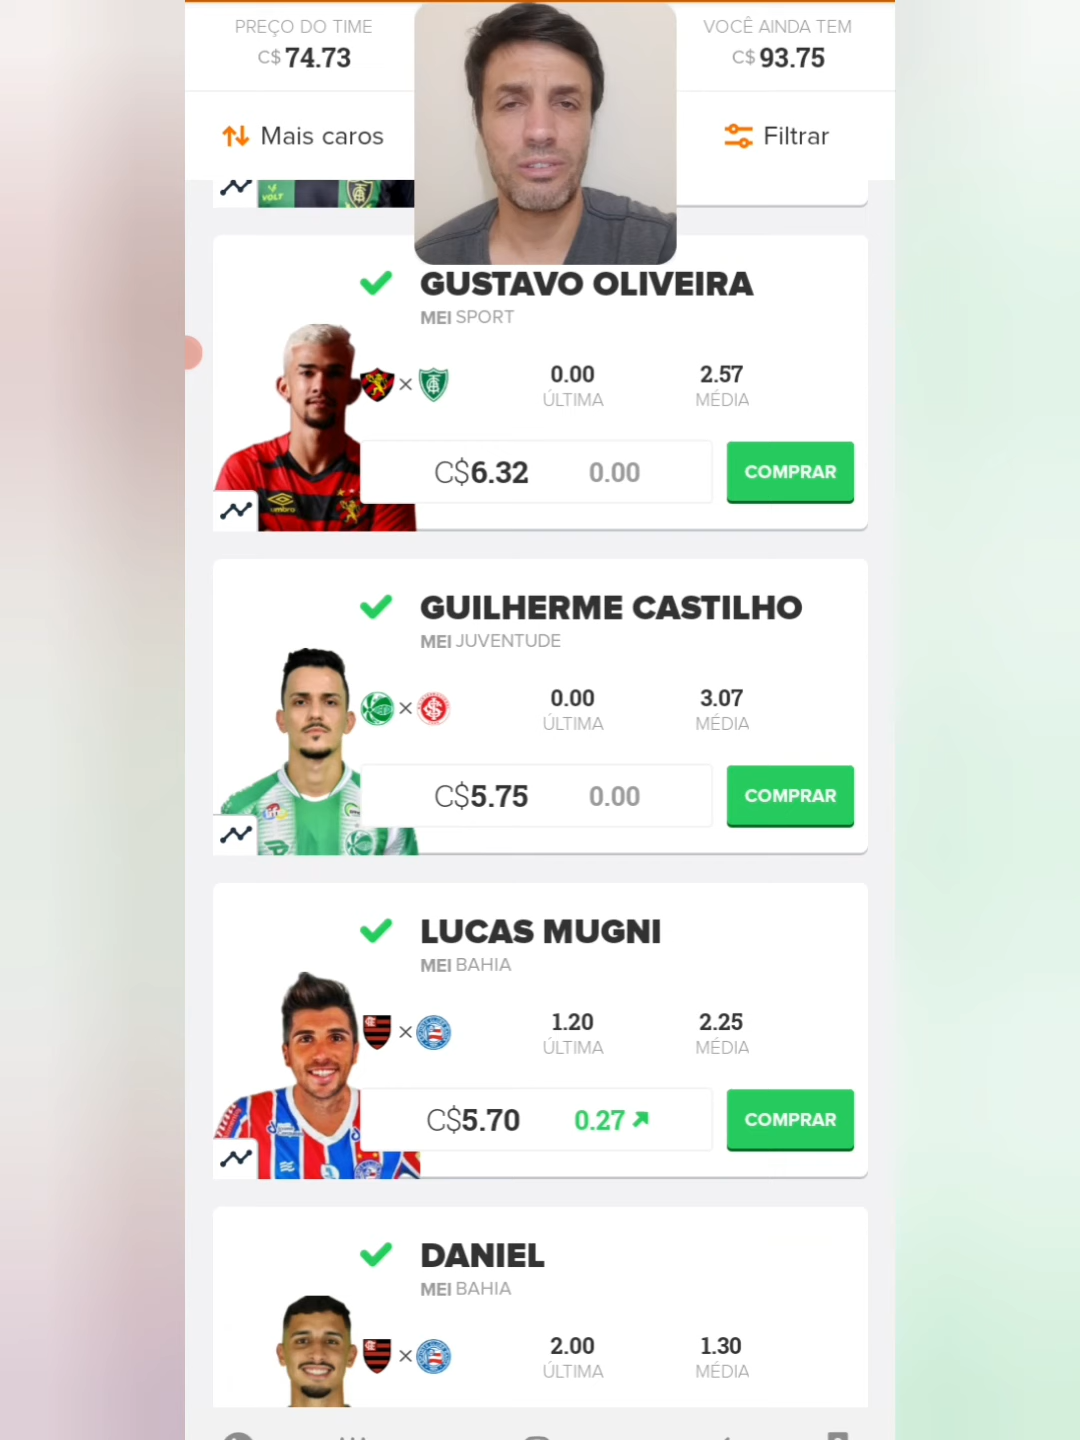 PREÇO DO TIME
C$ 74.73
VOCÊ AINDA TEM
C$ 93.75
Mais caros
Filtrar
VOLT
GUSTAVO OLIVEIRA
MEI SPORT
0.00
ÚLTIMA
2.57
MÉDIA
C$6.32
0.00
COMPRAR
umbro
GUILHERME CASTILHO
MEI JUVENTUDE
0.00
ÚLTIMA
3.07
MÉDIA
C$5.75
0.00
COMPRAR
LUCAS MUGNI
MEI BAHIA
1.20
ÚLTIMA
2.25
MÉDIA
C$5.70
0.27
COMPRAR
DANIEL
MEI BAHIA
2.00
ÚLTIMA
1.30
MÉDIA